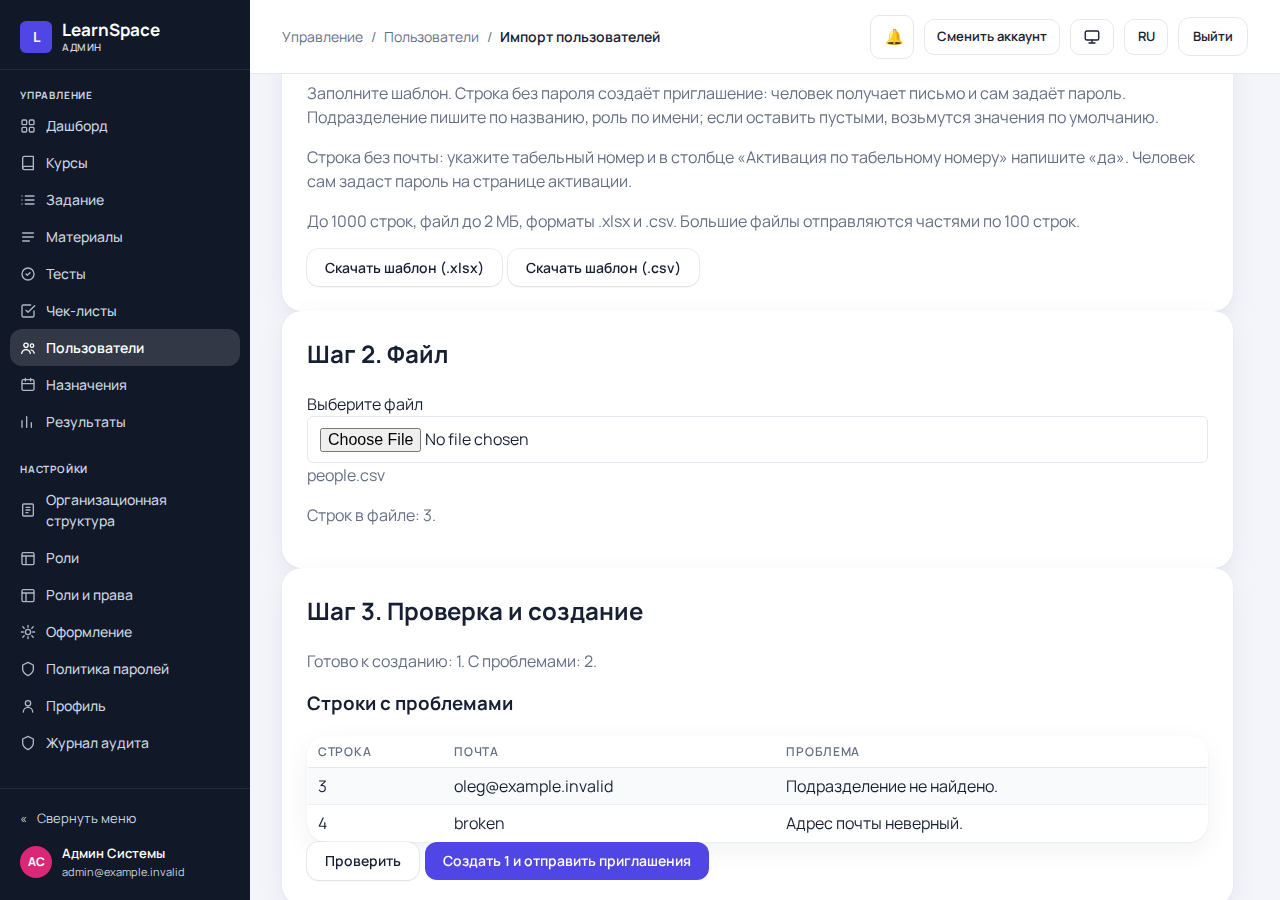 L
LearnSpace
АДМИН
УПРАВЛЕНИЕ
Дашборд
Курсы
Задание
Материалы
Тесты
Чек-листы
Пользователи
Назначения
Результаты
НАСТРОЙКИ
Организационная
структура
Роли
Роли и права
Оформление
Политика паролей
Профиль
Журнал аудита
« Свернуть меню
АС
Админ Системы
admin@example.invalid
Управление / Пользователи / Импорт пользователей
Сменить аккаунт
RU
Выйти
Заполните шаблон. Строка без пароля создаёт приглашение: человек получает письмо и сам задаёт пароль.
Подразделение пишите по названию, роль по имени; если оставить пустыми, возьмутся значения по умолчанию.
Строка без почты: укажите табельный номер и в столбце «Активация по табельному номеру» напишите «да». Человек
сам задаст пароль на странице активации.
До 1000 строк, файл до 2 МБ, форматы .xlsx и .csv. Большие файлы отправляются частями по 100 строк.
Скачать шаблон (.xlsx)
Скачать шаблон (.csv)
Шаг 2. Файл
Выберите файл
Choose File No file chosen
people.csv
Строк в файле: 3.
Шаг 3. Проверка и создание
Готово к созданию: 1. С проблемами: 2.
Строки с проблемами
СТРОКА ПОЧТА ПРОБЛЕМА
3 oleg@example.invalid Подразделение не найдено.
4 broken Адрес почты неверный.
Проверить
Создать 1 и отправить приглашения